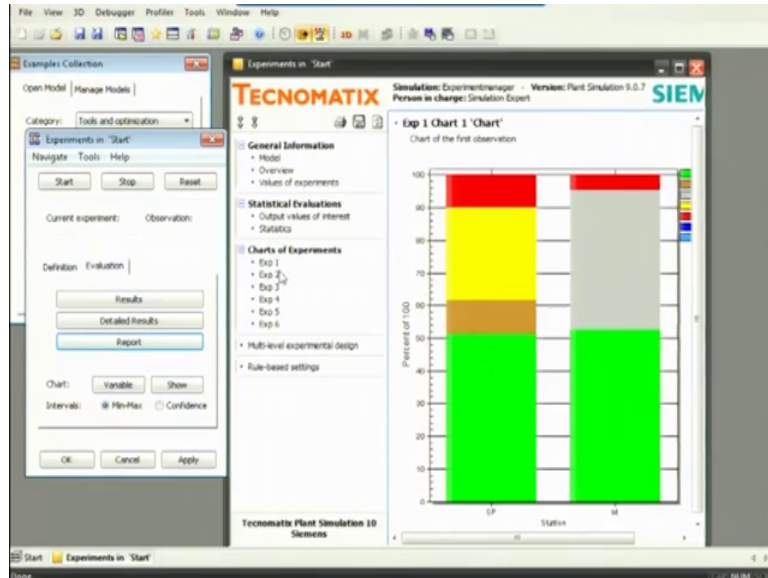 File View 3D Debugger Profiler Tools Window Help
Examples Collection
Open Model Manage Models
Category: Tools and optimization
Experiments in 'Start'
Navigate Tools Help
Start Stop Reset
Current experiment: Observation:
Definition Evaluation
Results
Detailed Results
Report
Chart: Variable Show
Intervals: Min-Max Confidence
OK Cancel Apply
Experiments in 'Start'
TECNOMATIX
Simulation: Experimentmanager - Version: Plant Simulation 9.0.7
Person in charge: Simulation Expert
SIEM
General Information
Model
Overview
Values of experiments
Statistical Evaluations
Output values of interest
Statistics
Charts of Experiments
Exp 1
Exp 2
Exp 3
Exp 4
Exp 5
Exp 6
Multi-level experimental design
Rule-based settings
Tecnomatix Plant Simulation 10
Siemens
Exp 1 Chart 1 'Chart'
Chart of the first observation
100
90
80
70
60
50
40
30
20
10
0
Percent of 100
SP M
Station
Start Experiments in 'Start'
Done
CAP NUM